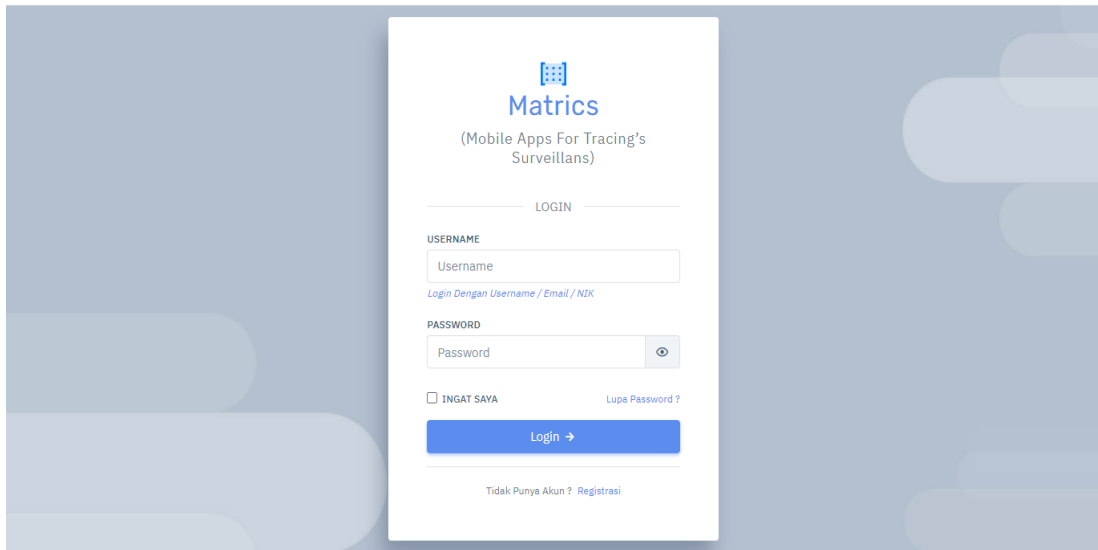 Matrics
(Mobile Apps For Tracing’s
Surveillans)
LOGIN
USERNAME
Username
Login Dengan Username / Email / NIK
PASSWORD
Password
INGAT SAYA
Lupa Password ?
Login →
Tidak Punya Akun ? Registrasi